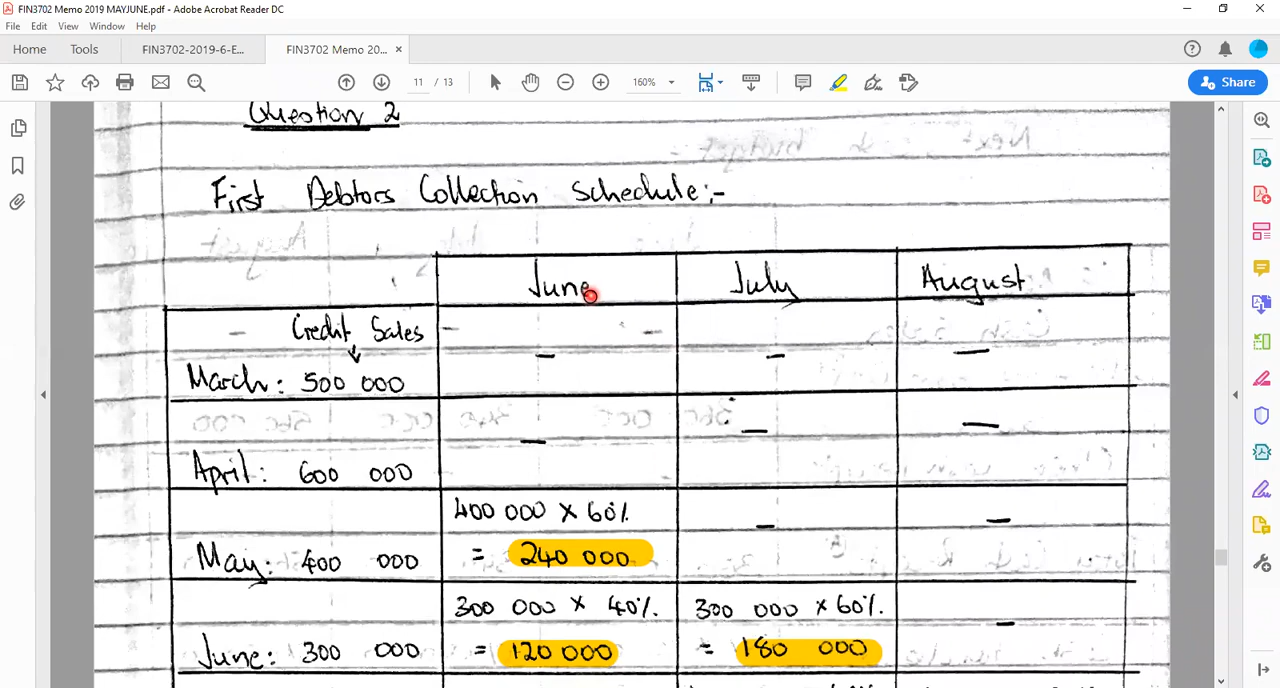 FIN3702 Memo 2019 MAYJUNE.pdf - Adobe Acrobat Reader DC
File Edit View Window Help
Home Tools FIN3702-2019-6-E... FIN3702 Memo 20... ×
11 / 13 160% Share
Question 2
First Debtors Collection Schedule:-
June July August
- Credit Sales - -
March: 500 000 - - -
April: 600 000 - - -
400 000 x 60% - -
May: 400 000 = 240 000
300 000 x 40% 300 000 x 60% -
June: 300 000 = 120 000 = 180 000